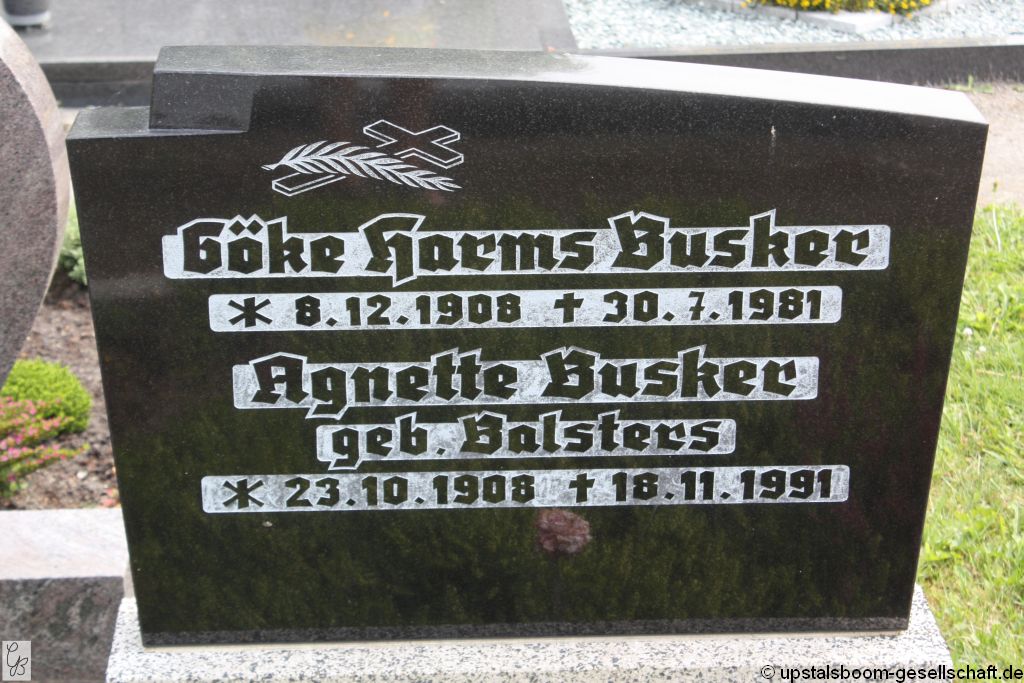 Göke Harms Busker
* 8.12.1908 † 30.7.1981
Agnette Busker
geb. Balsters
* 23.10.1908 † 18.11.1991
GB
© upstalsboom-gesellschaft.de